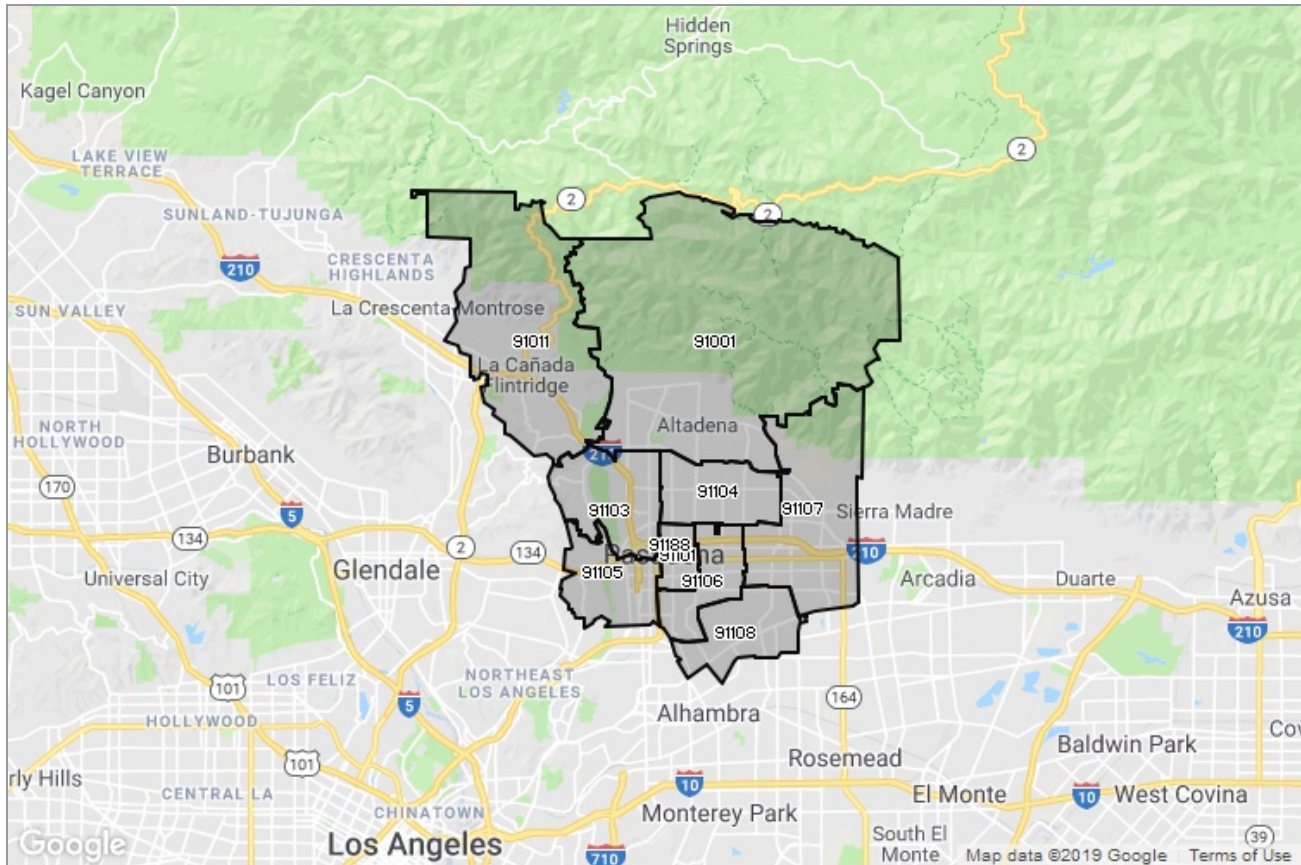 Hidden
Springs
Kagel Canyon
LAKE VIEW
TERRACE
2
SUNLAND-TUJUNGA
2
2
210
CRESCENTA
HIGHLANDS
La Crescenta-Montrose
SUN VALLEY
91011
91001
La Cañada
Flintridge
NORTH
HOLLYWOOD
Altadena
Burbank
210
170
91104
91103
91107
Sierra Madre
5
134
2
134
91188
Pasadena
91101
210
Universal City
Glendale
91105
91106
Arcadia
Duarte
Azusa
91108
210
NORTHEAST
LOS ANGELES
101
LOS FELIZ
5
164
HOLLYWOOD
Alhambra
101
Rosemead
Baldwin Park
rly Hills
CENTRAL LA
10
El Monte
10
West Covina
CHINATOWN
Monterey Park
Los Angeles
710
South El
Monte
39
Google
Map data ©2019 Google Terms of Use